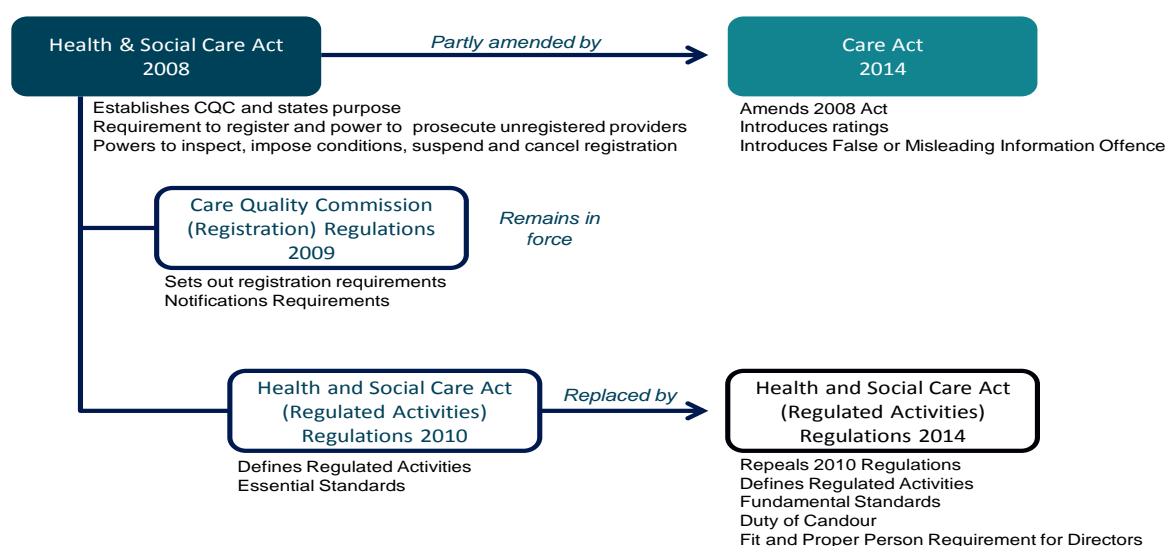 Health & Social Care Act
2008
Partly amended by
Care Act
2014
Establishes CQC and states purpose
Requirement to register and power to prosecute unregistered providers
Powers to inspect, impose conditions, suspend and cancel registration
Amends 2008 Act
Introduces ratings
Introduces False or Misleading Information Offence
Care Quality Commission
(Registration) Regulations
2009
Remains in
force
Sets out registration requirements
Notifications Requirements
Health and Social Care Act
(Regulated Activities)
Regulations 2010
Replaced by
Health and Social Care Act
(Regulated Activities)
Regulations 2014
Defines Regulated Activities
Essential Standards
Repeals 2010 Regulations
Defines Regulated Activities
Fundamental Standards
Duty of Candour
Fit and Proper Person Requirement for Directors